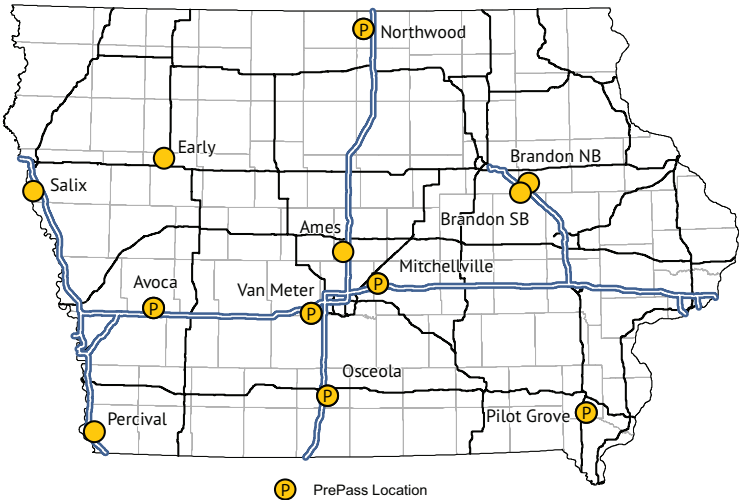 P
Northwood
Early
Brandon NB
Salix
Brandon SB
Ames
Mitchellville
Avoca
Van Meter
P
P
P
Osceola
P
Percival
Pilot Grove P
P PrePass Location